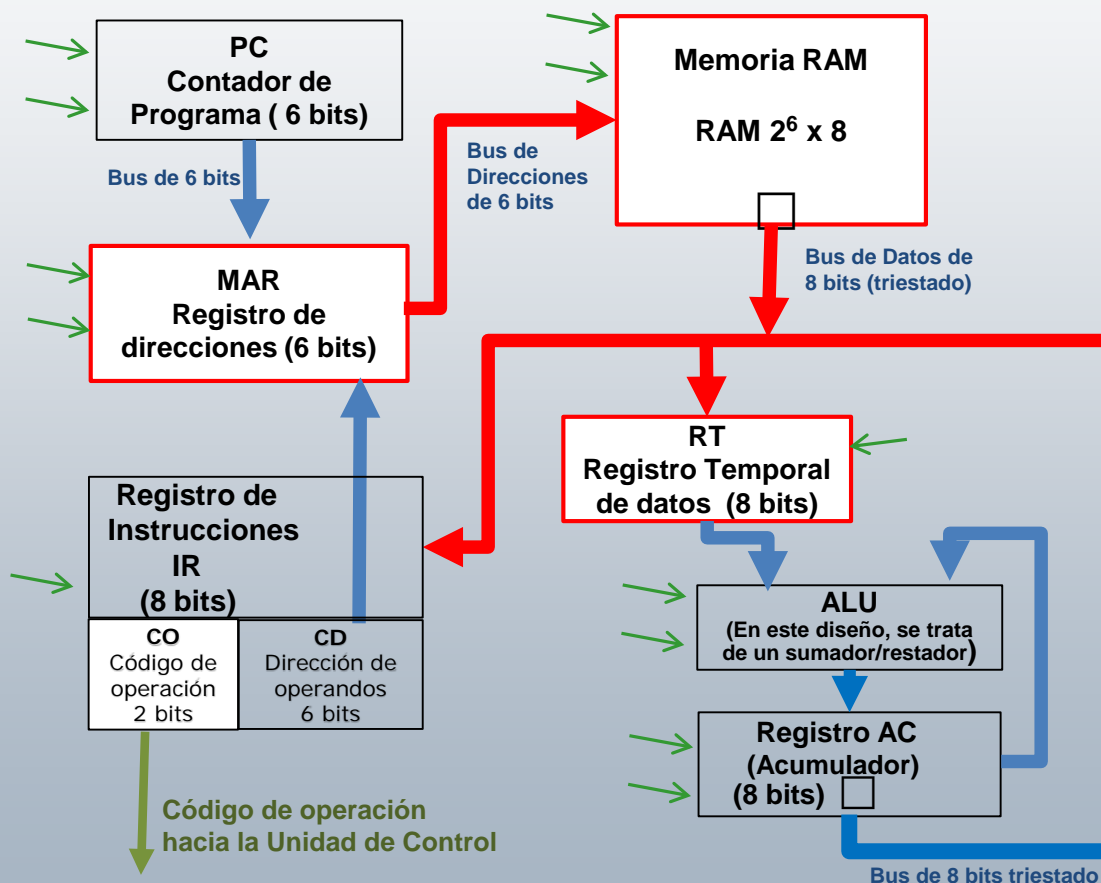 PC
Contador de
Programa ( 6 bits)
Bus de 6 bits
Memoria RAM
RAM 2⁶ x 8
Bus de
Direcciones
de 6 bits
Bus de Datos de
8 bits (triestado)
MAR
Registro de
direcciones (6 bits)
RT
Registro Temporal
de datos (8 bits)
Registro de
Instrucciones
IR
(8 bits)
CO
Código de
operación
2 bits
CD
Dirección de
operandos
6 bits
ALU
(En este diseño, se trata
de un sumador/restador)
Registro AC
(Acumulador)
(8 bits)
Código de operación
hacia la Unidad de Control
Bus de 8 bits triestado